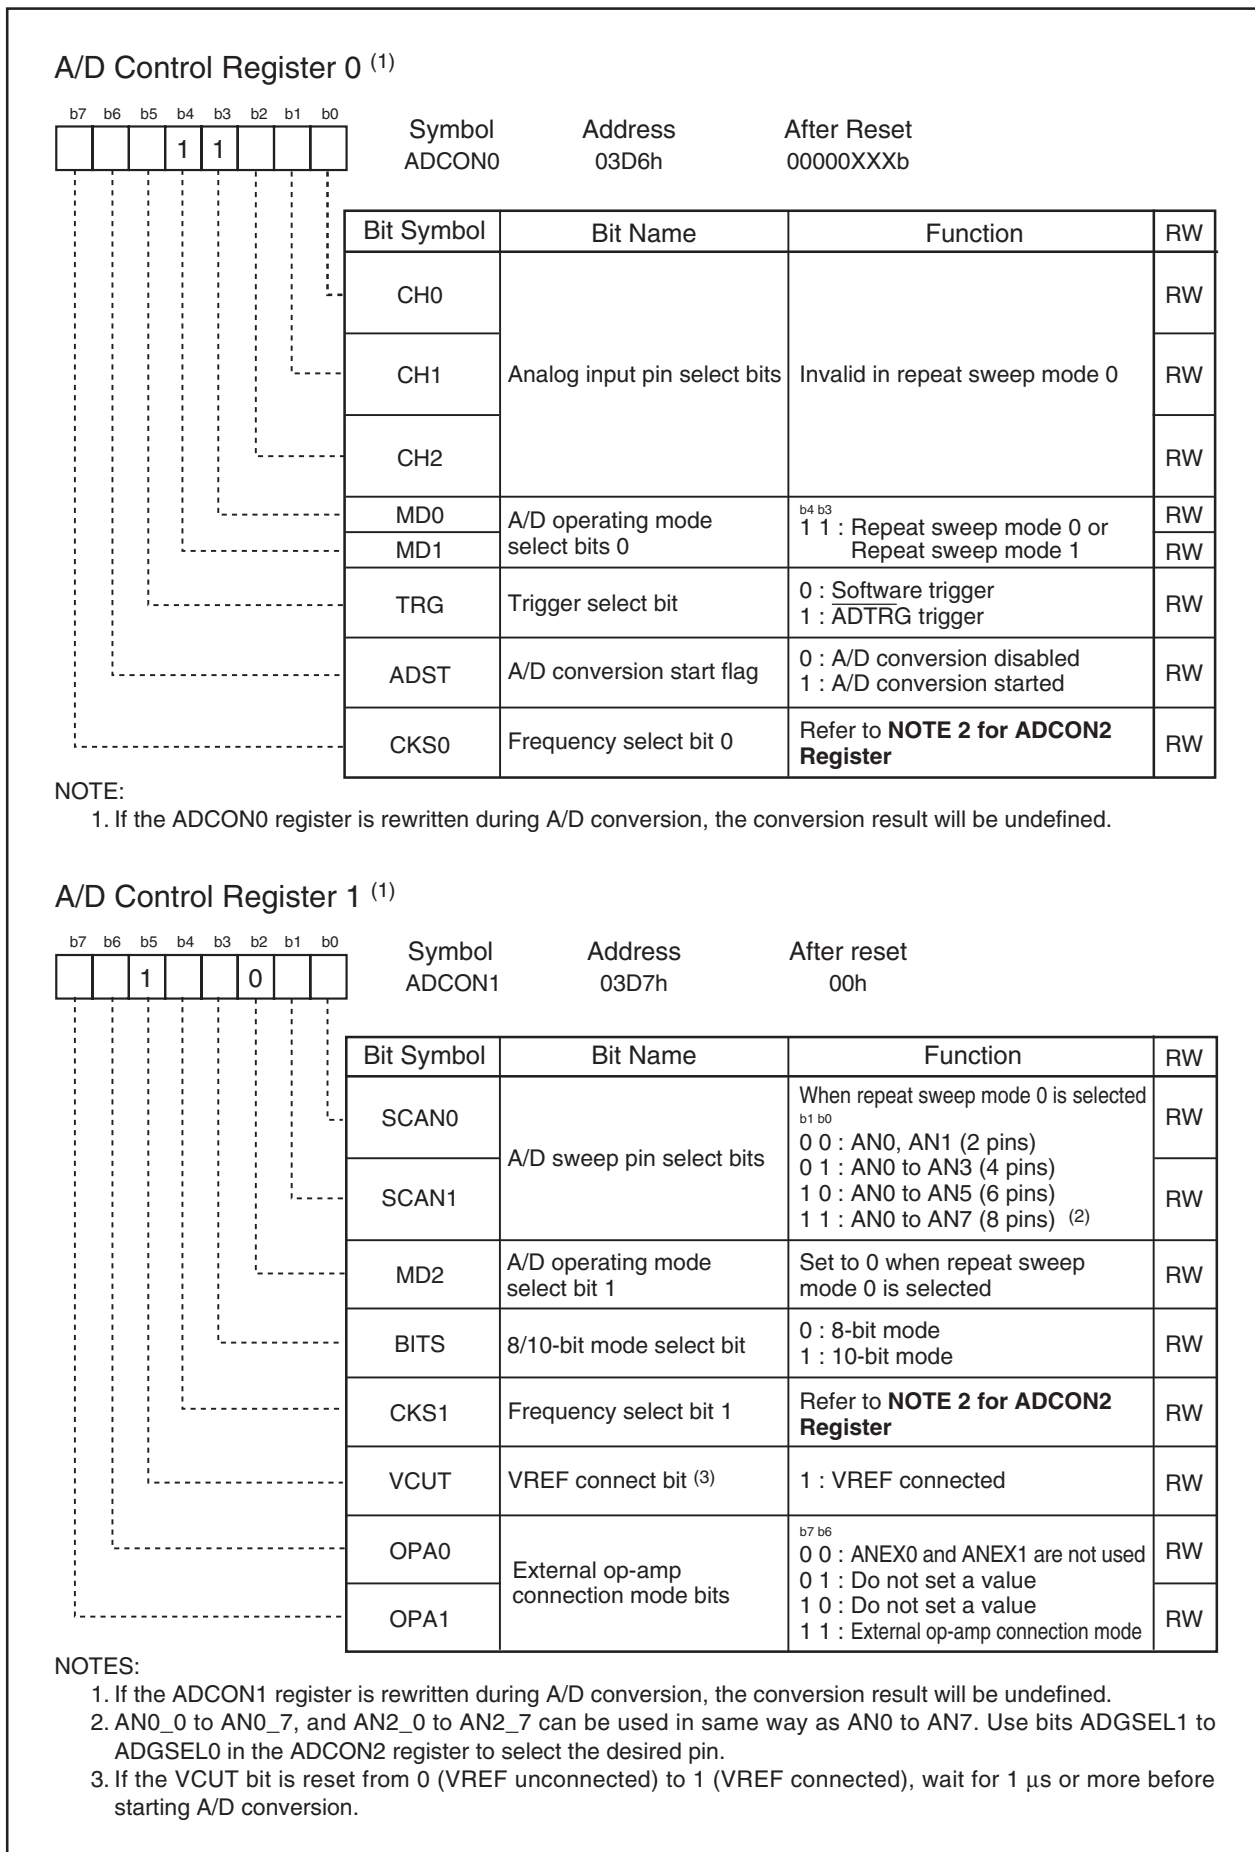 A/D Control Register 0 (1)
b7 b6 b5 b4 b3 b2 b1 b0
1 1
Symbol Address After Reset
ADCON0 03D6h 00000XXXb
Bit Symbol Bit Name Function RW
CH0 RW
CH1 Analog input pin select bits Invalid in repeat sweep mode 0 RW
CH2 RW
MD0 A/D operating mode b4 b3 RW
select bits 0 1 1 : Repeat sweep mode 0 or
MD1 Repeat sweep mode 1 RW
TRG Trigger select bit 0 : Software trigger RW
1 : ADTRG trigger
ADST A/D conversion start flag 0 : A/D conversion disabled RW
1 : A/D conversion started
CKS0 Frequency select bit 0 Refer to NOTE 2 for ADCON2 RW
Register
NOTE:
1. If the ADCON0 register is rewritten during A/D conversion, the conversion result will be undefined.
A/D Control Register 1 (1)
b7 b6 b5 b4 b3 b2 b1 b0
1 0
Symbol Address After reset
ADCON1 03D7h 00h
Bit Symbol Bit Name Function RW
When repeat sweep mode 0 is selected
SCAN0 b1 b0 RW
0 0 : AN0, AN1 (2 pins)
A/D sweep pin select bits 0 1 : AN0 to AN3 (4 pins)
SCAN1 1 0 : AN0 to AN5 (6 pins) RW
1 1 : AN0 to AN7 (8 pins) (2)
MD2 A/D operating mode Set to 0 when repeat sweep RW
select bit 1 mode 0 is selected
BITS 8/10-bit mode select bit 0 : 8-bit mode RW
1 : 10-bit mode
CKS1 Frequency select bit 1 Refer to NOTE 2 for ADCON2 RW
Register
VCUT VREF connect bit (3) 1 : VREF connected RW
b7 b6
OPA0 0 0 : ANEX0 and ANEX1 are not used RW
External op-amp 0 1 : Do not set a value
connection mode bits 1 0 : Do not set a value
OPA1 1 1 : External op-amp connection mode RW
NOTES:
1. If the ADCON1 register is rewritten during A/D conversion, the conversion result will be undefined.
2. AN0_0 to AN0_7, and AN2_0 to AN2_7 can be used in same way as AN0 to AN7. Use bits ADGSEL1 to
ADGSEL0 in the ADCON2 register to select the desired pin.
3. If the VCUT bit is reset from 0 (VREF unconnected) to 1 (VREF connected), wait for 1 µs or more before
starting A/D conversion.